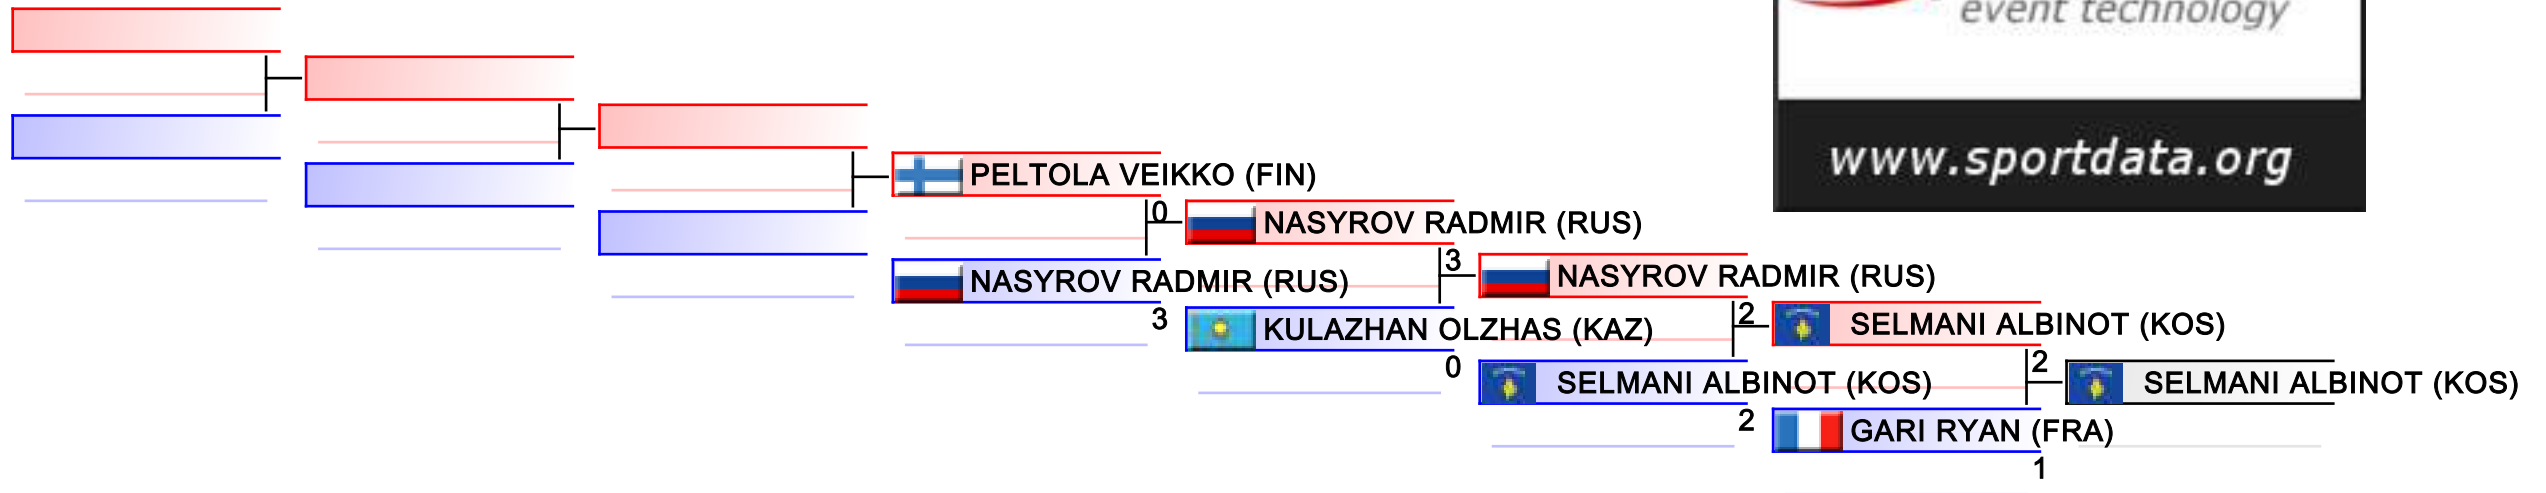 event technology
www.sportdata.org
PELTOLA VEIKKO (FIN)
0
NASYROV RADMIR (RUS)
NASYROV RADMIR (RUS)
3
3
KULAZHAN OLZHAS (KAZ)
0
NASYROV RADMIR (RUS)
2
SELMANI ALBINOT (KOS)
2
SELMANI ALBINOT (KOS)
2
GARI RYAN (FRA)
1
SELMANI ALBINOT (KOS)